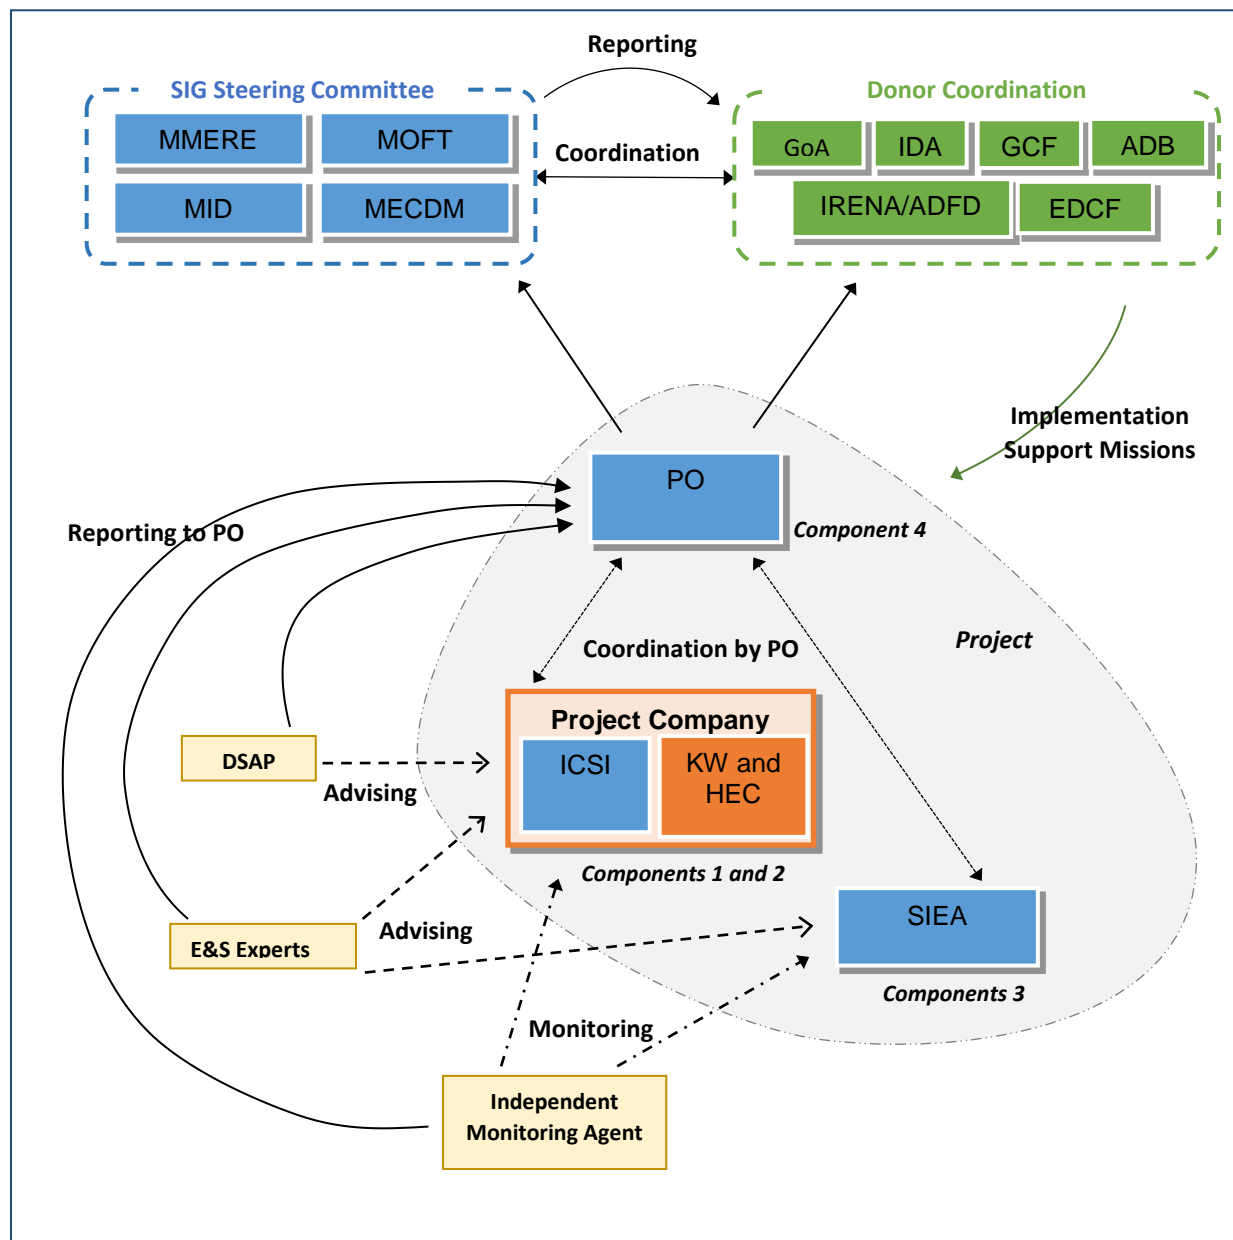 Reporting
SIG Steering Committee
Donor Coordination
MMERE
MOFT
GoA
IDA
GCF
ADB
Coordination
MID
MECDM
IRENA/ADFD
EDCF
Implementation
Support Missions
PO
Reporting to PO
Component 4
Coordination by PO
Project
Project Company
DSAP
ICSI
KW and
HEC
Advising
Components 1 and 2
SIEA
Advising
E&S Experts
Components 3
Monitoring
Independent
Monitoring Agent